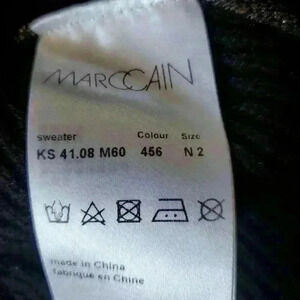 MARCCAIN
sweater Colour Size
KS 41.08 M60 456 N 2
made in China
fabriqué en Chine